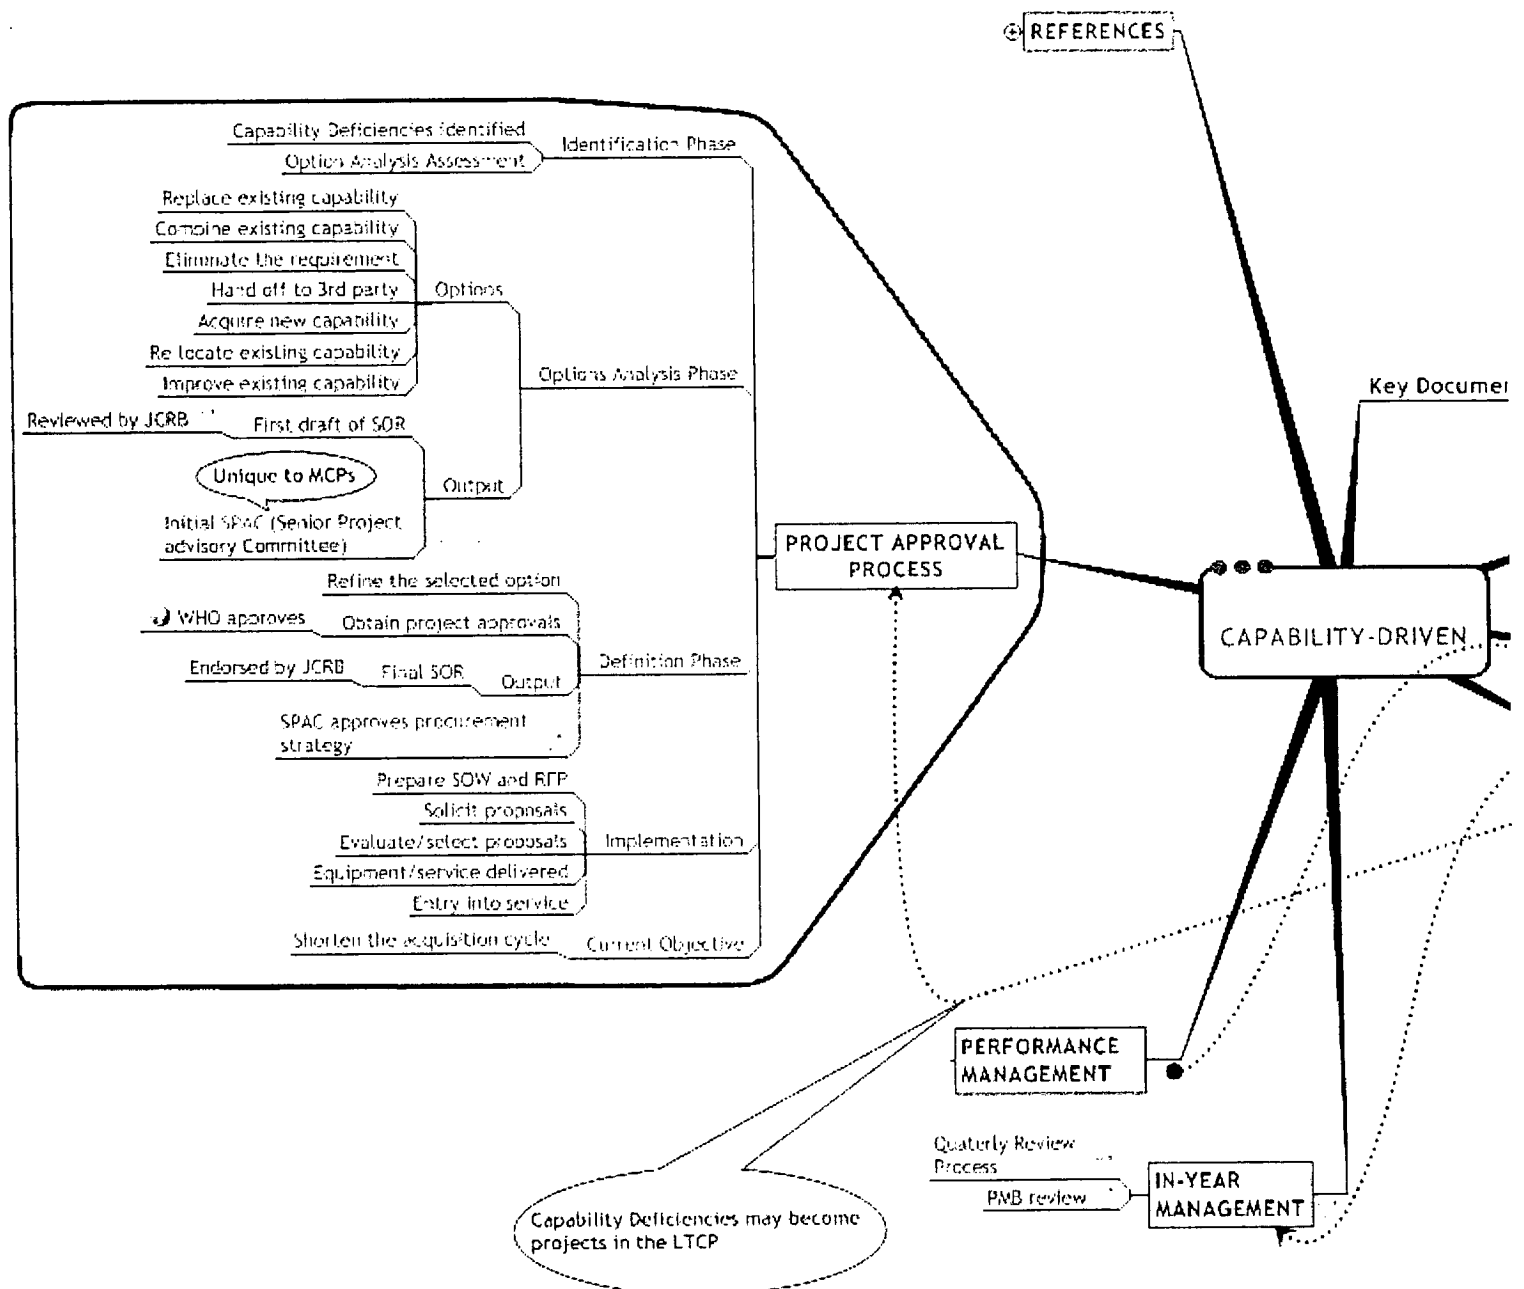 REFERENCES
Capability Deficiencies Identified
Option Analysis Assessment
Identification Phase
Replace existing capability
Combine existing capability
Eliminate the requirement
Hand off to 3rd party
Acquire new capability
Re-locate existing capability
Improve existing capability
Options
Options Analysis Phase
Reviewed by JCRB
First draft of SOR
Unique to MCPs
Output
Initial SPAC (Senior Project
advisory Committee)
Refine the selected option
WHO approves
Obtain project approvals
Endorsed by JCRB
Final SOR
Output
Definition Phase
SPAC approves procurement
strategy
Prepare SOW and RFP
Solicit proposals
Evaluate/select proposals
Equipment/service delivered
Entry into service
Implementation
Shorten the acquisition cycle
Current Objective
PROJECT APPROVAL
PROCESS
Key Documen
CAPABILITY-DRIVEN
PERFORMANCE
MANAGEMENT
Quaterly Review
Process
PMB review
IN-YEAR
MANAGEMENT
Capability Deficiencies may become
projects in the LTCP